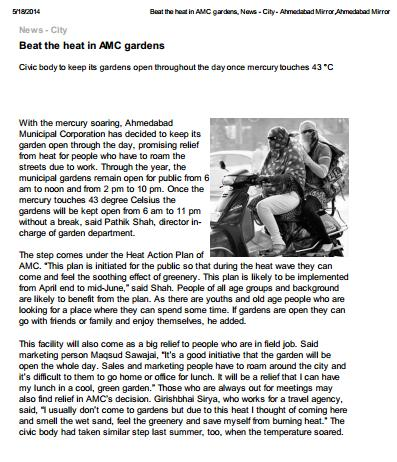 5/18/2014 Beat the heat in AMC gardens, News - City - Ahmedabad Mirror,Ahmedabad Mirror
News - City
Beat the heat in AMC gardens
Civic body to keep its gardens open throughout the day once mercury touches 43 °C
With the mercury soaring, Ahmedabad
Municipal Corporation has decided to keep its
garden open through the day, promising relief
from heat for people who have to roam the
streets due to work. Through the year, the
municipal gardens remain open for public from 6
am to noon and from 2 pm to 10 pm. Once the
mercury touches 43 degree Celsius the
gardens will be kept open from 6 am to 11 pm
without a break, said Pathik Shah, director in-
charge of garden department.
The step comes under the Heat Action Plan of
AMC. "This plan is initiated for the public so that during the heat wave they can
come and feel the soothing effect of greenery. This plan is likely to be implemented
from April end to mid-June," said Shah. People of all age groups and background
are likely to benefit from the plan. As there are youths and old age people who are
looking for a place where they can spend some time. If gardens are open they can
go with friends or family and enjoy themselves, he added.
This facility will also come as a big relief to people who are in field job. Said
marketing person Maqsud Sawajai, "It's a good initiative that the garden will be
open the whole day. Sales and marketing people have to roam around the city and
it's difficult to them to go home or office for lunch. It will be a relief that I can have
my lunch in a cool, green garden." Those who are always out for meetings may
also find relief in AMC's decision. Girishbhai Sirya, who works for a travel agency,
said, "I usually don't come to gardens but due to this heat I thought of coming here
and smell the wet sand, feel the greenery and save myself from burning heat." The
civic body had taken similar step last summer, too, when the temperature soared.